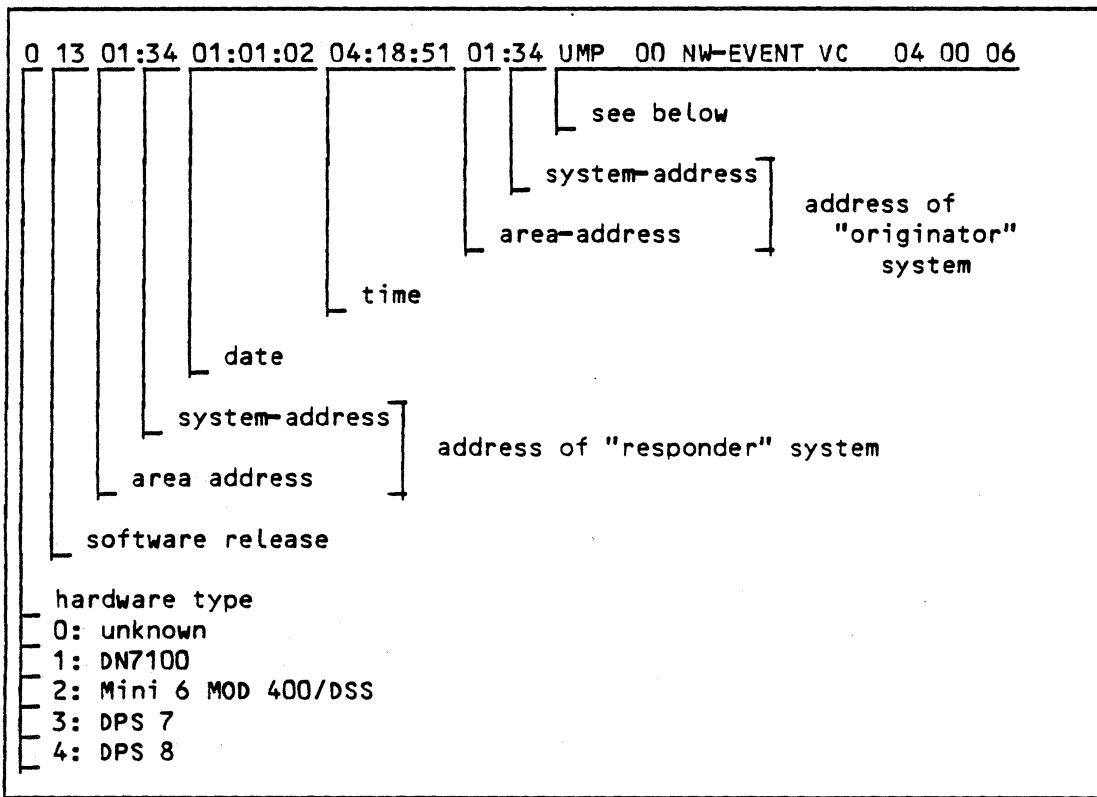 0 13 01:34 01:01:02 04:18:51 01:34 UMP 00 NW-EVENT VC 04 00 06
see below
system-address
address of
area-address
"originator"
system
time
date
system-address
address of "responder" system
area address
software release
hardware type
0: unknown
1: DN7100
2: Mini 6 MOD 400/DSS
3: DPS 7
4: DPS 8